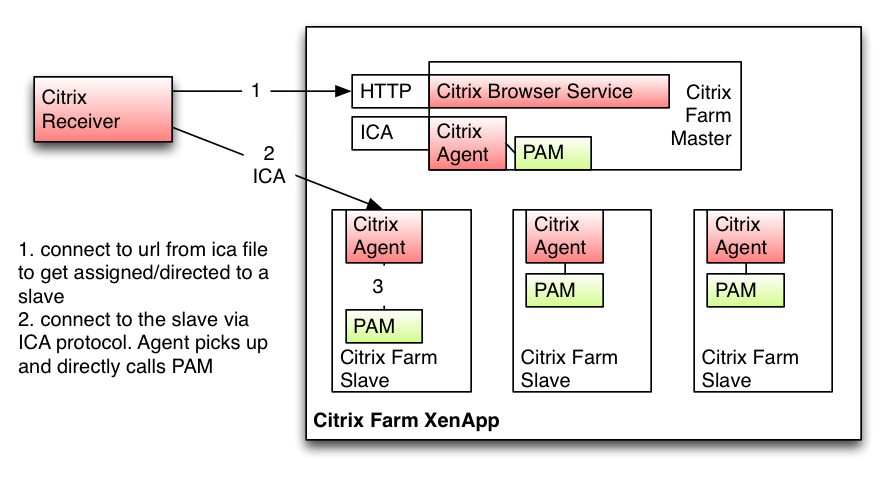 Citrix
Receiver
1
2
ICA
HTTP
Citrix Browser Service
Citrix
Farm
Master
ICA
Citrix
Agent
PAM
Citrix
Agent
3
PAM
Citrix Farm
Slave
Citrix
Agent
PAM
Citrix Farm
Slave
Citrix
Agent
PAM
Citrix Farm
Slave
Citrix Farm XenApp
1. connect to url from ica file
to get assigned/directed to a
slave
2. connect to the slave via
ICA protocol. Agent picks up
and directly calls PAM